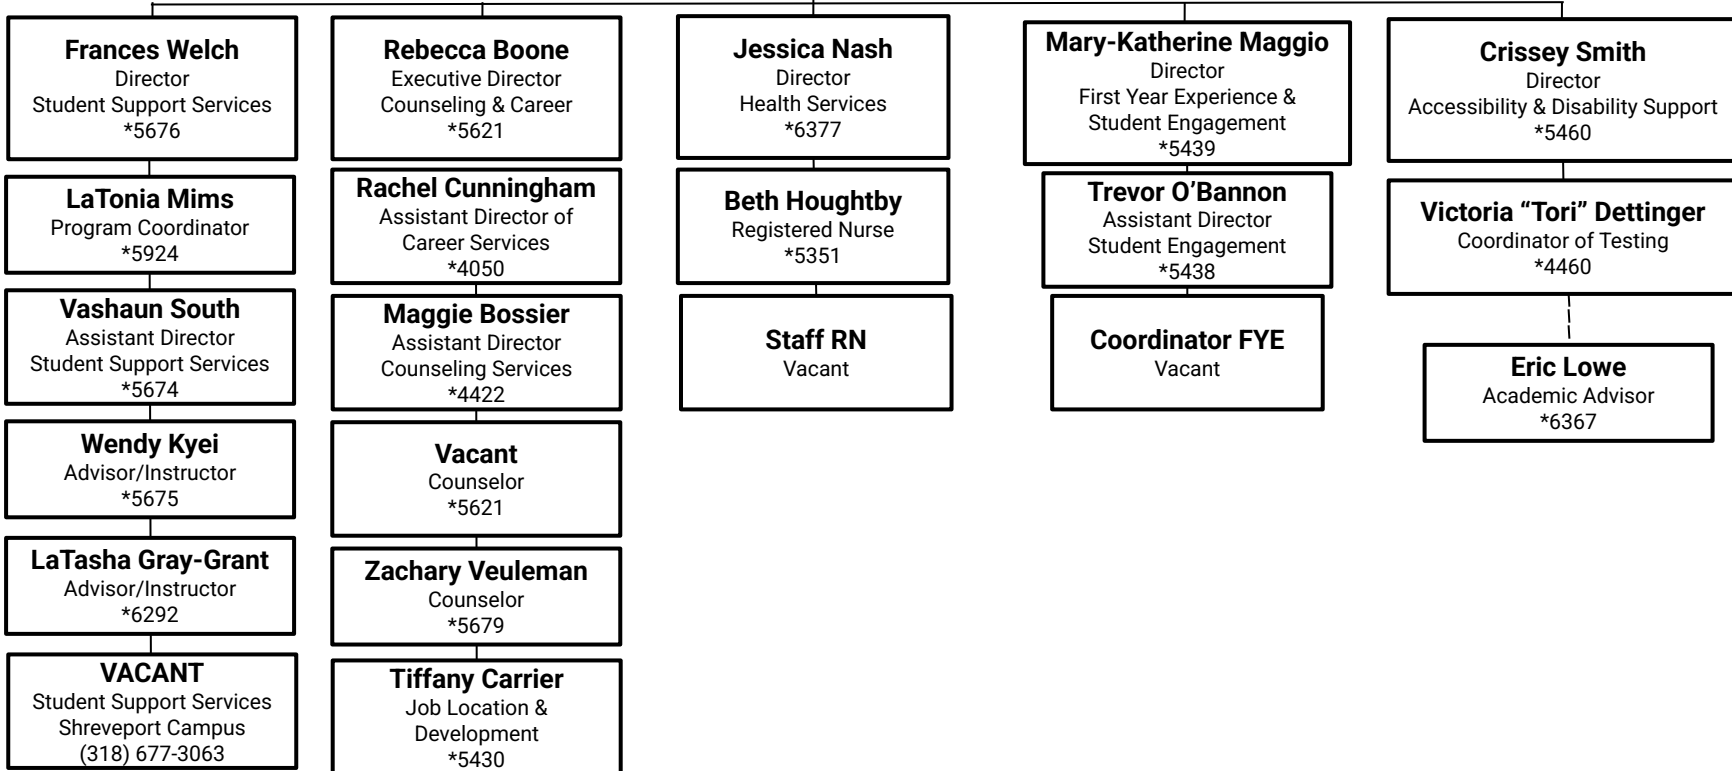 Frances Welch
Director
Student Support Services
*5676
LaTonia Mims
Program Coordinator
*5924
Vashaun South
Assistant Director
Student Support Services
*5674
Wendy Kyei
Advisor/Instructor
*5675
LaTasha Gray-Grant
Advisor/Instructor
*6292
VACANT
Student Support Services
Shreveport Campus
(318) 677-3063
Rebecca Boone
Executive Director
Counseling & Career
*5621
Rachel Cunningham
Assistant Director of
Career Services
*4050
Maggie Bossier
Assistant Director
Counseling Services
*4422
Vacant
Counselor
*5621
Zachary Veuleman
Counselor
*5679
Tiffany Carrier
Job Location &
Development
*5430
Jessica Nash
Director
Health Services
*6377
Beth Houghtby
Registered Nurse
*5351
Staff RN
Vacant
Mary-Katherine Maggio
Director
First Year Experience &
Student Engagement
*5439
Trevor O’Bannon
Assistant Director
Student Engagement
*5438
Coordinator FYE
Vacant
Crissey Smith
Director
Accessibility & Disability Support
*5460
Victoria “Tori” Dettinger
Coordinator of Testing
*4460
Eric Lowe
Academic Advisor
*6367